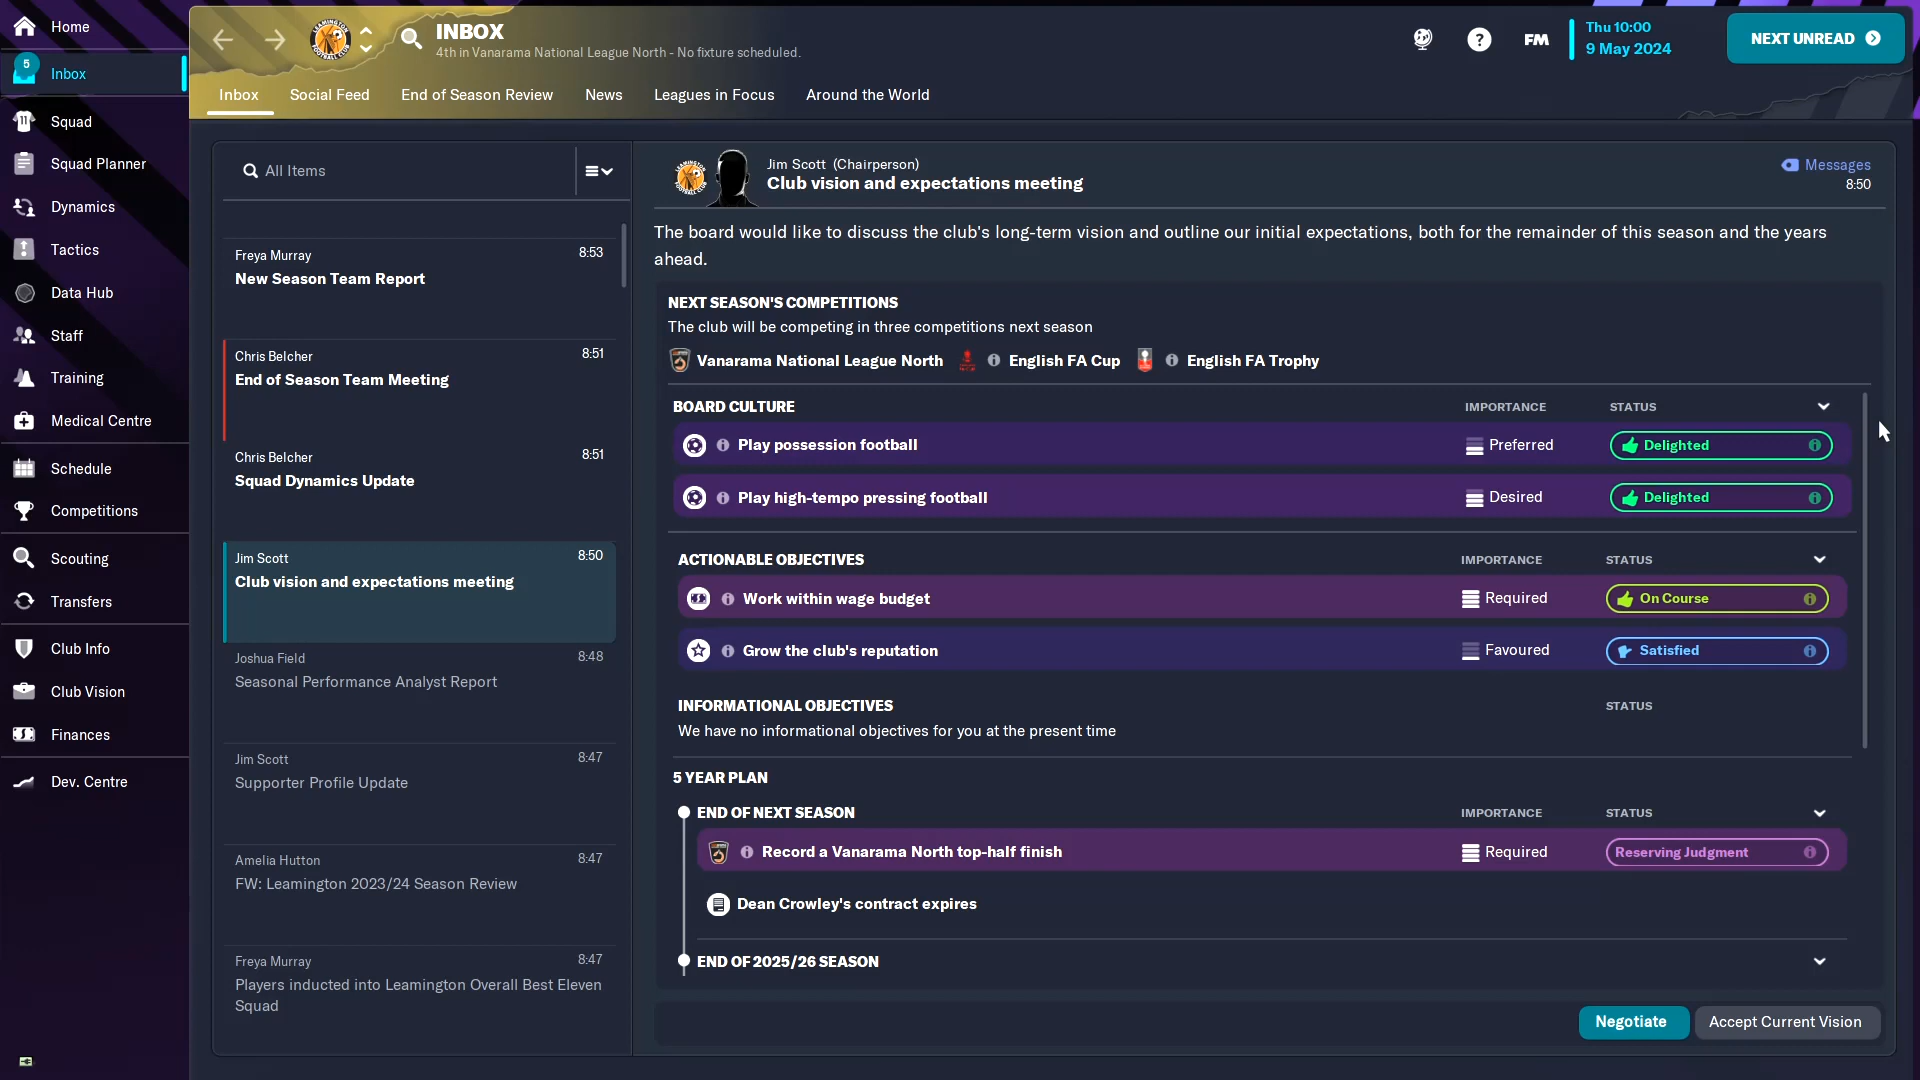 Home
5
Inbox
Squad
Squad Planner
Dynamics
Tactics
Data Hub
Staff
Training
Medical Centre
Schedule
Competitions
Scouting
Transfers
Club Info
Club Vision
Finances
Dev. Centre
INBOX
4th in Vanarama National League North - No fixture scheduled.
FM
Thu 10:00
9 May 2024
NEXT UNREAD
Inbox
Social Feed
End of Season Review
News
Leagues in Focus
Around the World
All Items
Freya Murray
8:53
New Season Team Report
Chris Belcher
8:51
End of Season Team Meeting
Chris Belcher
8:51
Squad Dynamics Update
Jim Scott
8:50
Club vision and expectations meeting
Joshua Field
8:48
Seasonal Performance Analyst Report
Jim Scott
8:47
Supporter Profile Update
Amelia Hutton
8:47
FW: Leamington 2023/24 Season Review
Freya Murray
8:47
Players inducted into Leamington Overall Best Eleven
Squad
Jim Scott (Chairperson)
Club vision and expectations meeting
Messages
8:50
The board would like to discuss the club's long-term vision and outline our initial expectations, both for the remainder of this season and the years
ahead.
NEXT SEASON'S COMPETITIONS
The club will be competing in three competitions next season
Vanarama National League North
English FA Cup
English FA Trophy
BOARD CULTURE
IMPORTANCE
STATUS
Play possession football
Preferred
Delighted
Play high-tempo pressing football
Desired
Delighted
ACTIONABLE OBJECTIVES
IMPORTANCE
STATUS
Work within wage budget
Required
On Course
Grow the club's reputation
Favoured
Satisfied
INFORMATIONAL OBJECTIVES
STATUS
We have no informational objectives for you at the present time
5 YEAR PLAN
END OF NEXT SEASON
IMPORTANCE
STATUS
Record a Vanarama North top-half finish
Required
Reserving Judgment
Dean Crowley's contract expires
END OF 2025/26 SEASON
Negotiate
Accept Current Vision